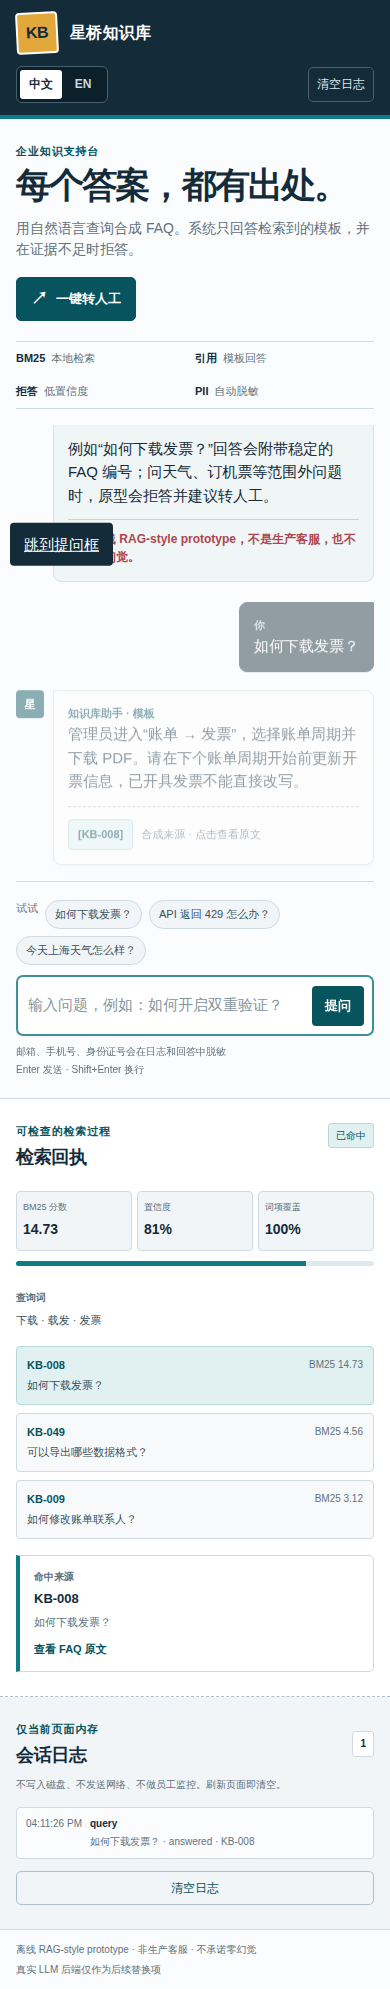 KB 星桥知识库
中文 EN 清空日志
企业知识支持台
每个答案，都有出处。
用自然语言查询合成 FAQ。系统只回答检索到的模板，并
在证据不足时拒答。
↗ 一键转人工
BM25 本地检索 引用 模板回答
拒答 低置信度 PII 自动脱敏
例如“如何下载发票？”回答会附带稳定的
FAQ 编号；问天气、订机票等范围外问题
时，原型会拒答并建议转人工。
跳到提问框
RAG-style prototype，不是生产客服，也不
觉。
你
如何下载发票？
星
知识库助手 · 模板
管理员进入“账单 → 发票”，选择账单周期并
下载 PDF。请在下个账单周期开始前更新开
票信息，已开具发票不能直接改写。
[KB-008] 合成来源 · 点击查看原文
试试 如何下载发票？ API 返回 429 怎么办？
今天上海天气怎么样？
输入问题，例如：如何开启双重验证？ 提问
邮箱、手机号、身份证号会在日志和回答中脱敏
Enter 发送 · Shift+Enter 换行
可检查的检索过程
检索回执
已命中
BM25 分数 置信度 词项覆盖
14.73 81% 100%
查询词
下载 · 载发 · 发票
KB-008 BM25 14.73
如何下载发票？
KB-049 BM25 4.56
可以导出哪些数据格式？
KB-009 BM25 3.12
如何修改账单联系人？
命中来源
KB-008
如何下载发票？
查看 FAQ 原文
仅当前页面内存
会话日志
1
不写入磁盘、不发送网络、不做员工监控。刷新页面即清空。
04:11:26 PM query
如何下载发票？ · answered · KB-008
清空日志
离线 RAG-style prototype · 非生产客服 · 不承诺零幻觉
真实 LLM 后端仅作为后续替换项